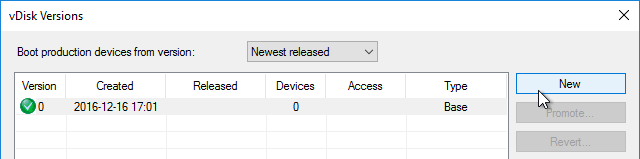 vDisk Versions
Boot production devices from version: Newest released
Version Created Released Devices Access Type
0 2016-12-16 17:01 0 Base
New
Promote...
Revert...